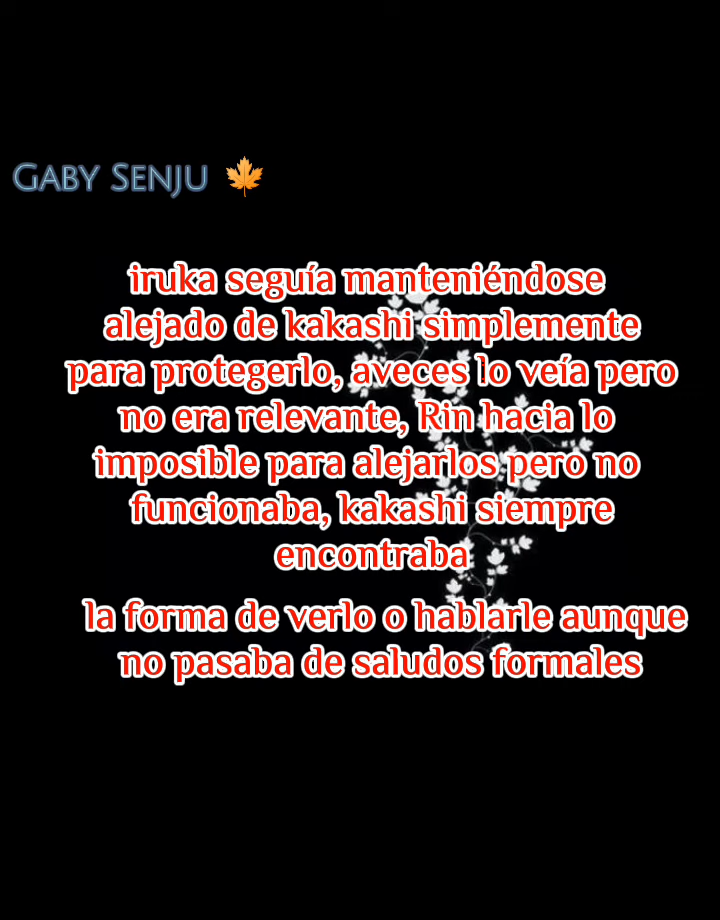 GABY SENJU 🍁
iruka seguía manteniéndose
alejado de kakashi simplemente
para protegerlo, aveces lo veía pero
no era relevante, Rin hacia lo
imposible para alejarlos pero no
funcionaba, kakashi siempre
encontraba
la forma de verlo o hablarle aunque
no pasaba de saludos formales